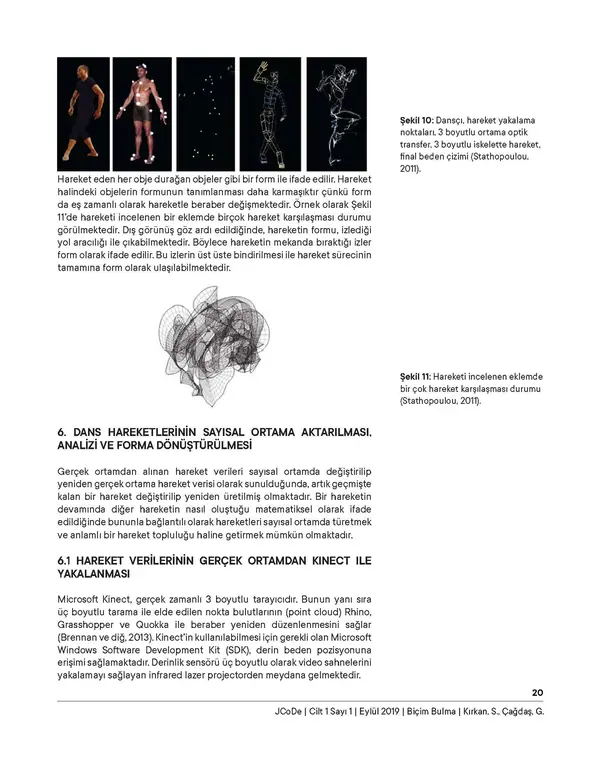 Şekil 10: Dansçı, hareket yakalama
noktaları, 3 boyutlu ortama optik
transfer, 3 boyutlu iskelette hareket,
final beden çizimi (Stathopoulou,
2011).
Hareket eden her obje durağan objeler gibi bir form ile ifade edilir. Hareket
halindeki objelerin formunun tanımlanması daha karmaşıktır çünkü form
da eş zamanlı olarak hareketle beraber değişmektedir. Örnek olarak Şekil
11’de hareketi incelenen bir eklemde birçok hareket karşılaşması durumu
görülmektedir. Dış görünüş göz ardı edildiğinde, hareketin formu, izlediği
yol aracılığı ile çıkabilmektedir. Böylece hareketin mekanda bıraktığı izler
form olarak ifade edilir. Bu izlerin üst üste bindirilmesi ile hareket sürecinin
tamamına form olarak ulaşılabilmektedir.
Şekil 11: Hareketi incelenen eklemde
bir çok hareket karşılaşması durumu
(Stathopoulou, 2011).
6. DANS HAREKETLERİNİN SAYISAL ORTAMA AKTARILMASI,
ANALİZİ VE FORMA DÖNÜŞTÜRÜLMESİ
Gerçek ortamdan alınan hareket verileri sayısal ortamda değiştirilip
yeniden gerçek ortama hareket verisi olarak sunulduğunda, artık geçmişte
kalan bir hareket değiştirilip yeniden üretilmiş olmaktadır. Bir hareketin
devamında diğer hareketin nasıl oluştuğu matematiksel olarak ifade
edildiğinde bununla bağlantılı olarak hareketleri sayısal ortamda türetmek
ve anlamlı bir hareket topluluğu haline getirmek mümkün olmaktadır.
6.1 HAREKET VERİLERİNİN GERÇEK ORTAMDAN KINECT ILE
YAKALANMASI
Microsoft Kinect, gerçek zamanlı 3 boyutlu tarayıcıdır. Bunun yanı sıra
üç boyutlu tarama ile elde edilen nokta bulutlarının (point cloud) Rhino,
Grasshopper ve Quokka ile beraber yeniden düzenlenmesini sağlar
(Brennan ve diğ, 2013). Kinect’in kullanılabilmesi için gerekli olan Microsoft
Windows Software Development Kit (SDK), derin beden pozisyonuna
erişimi sağlamaktadır. Derinlik sensörü üç boyutlu olarak video sahnelerini
yakalamayı sağlayan infrared lazer projectorden meydana gelmektedir.
20
JCoDe | Cilt 1 Sayı 1 | Eylül 2019 | Biçim Bulma | Kırkan, S., Çağdaş, G.